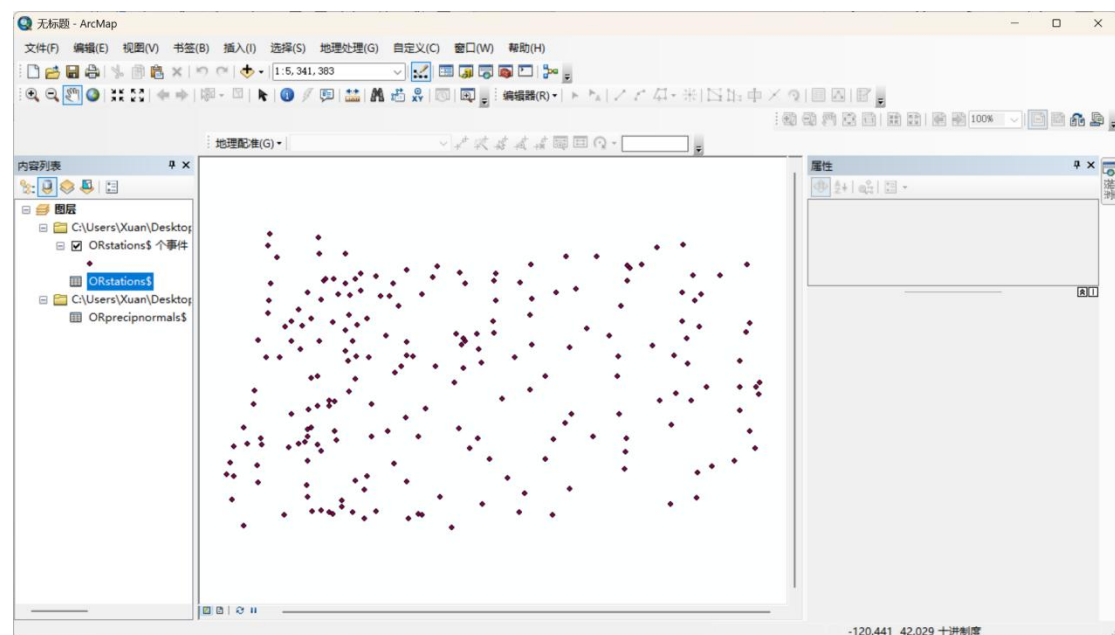 无标题 - ArcMap
文件(F) 编辑(E) 视图(V) 书签(B) 插入(I) 选择(S) 地理处理(G) 自定义(C) 窗口(W) 帮助(H)
1:5,341,383
编辑器(R)
100%
地理配准(G)
内容列表
属性
图层
C:\Users\Xuan\Desktop
ORstations$ 个事件
ORstations$
C:\Users\Xuan\Desktop
ORprecipnormals$
-120.441 42.029 十进制度